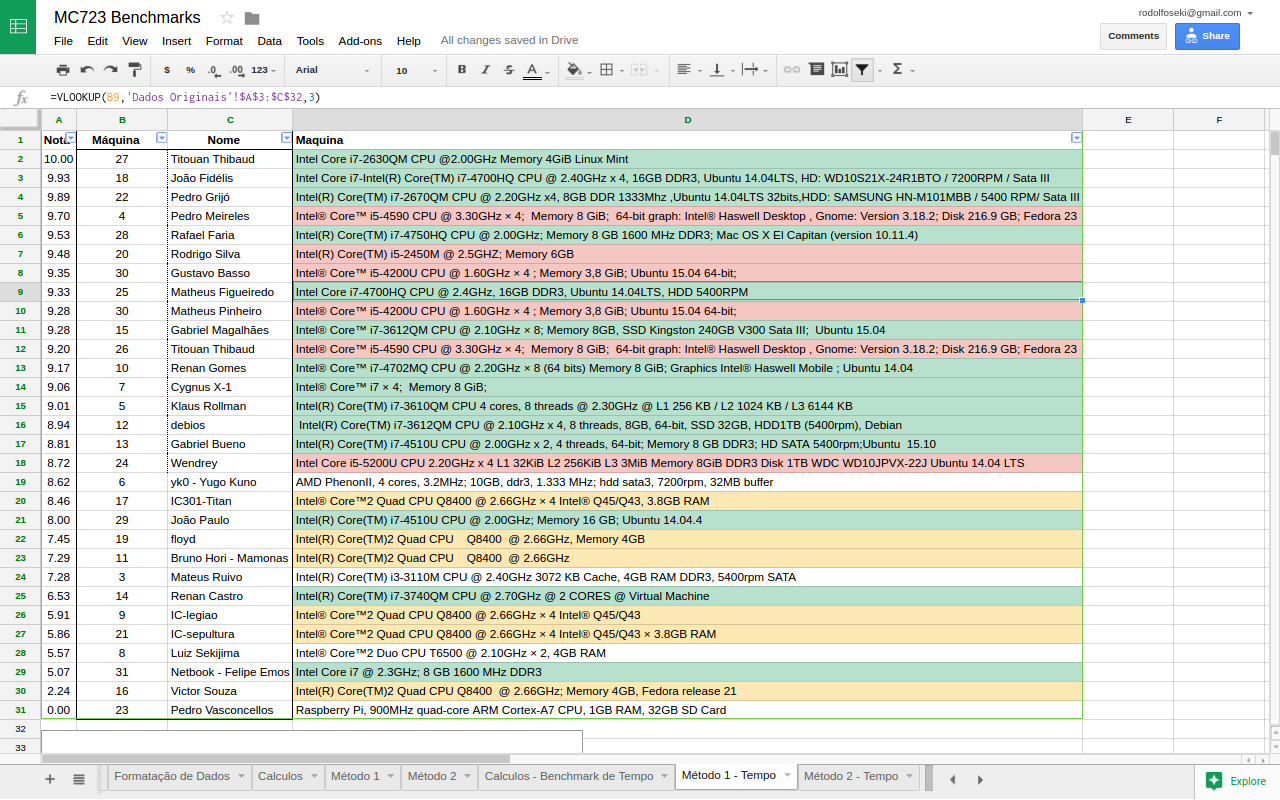 MC723 Benchmarks
rodolfoseki@gmail.com
File Edit View Insert Format Data Tools Add-ons Help All changes saved in Drive
Comments Share
$ % .0 .00 123 Arial 10 B I S A Σ
fx =VLOOKUP(B9,'Dados Originais'!$A$3:$C$32,3)
A B C D E F
1 Nota Máquina Nome Maquina
2 10.00 27 Titouan Thibaud Intel Core i7-2630QM CPU @2.00GHz Memory 4GiB Linux Mint
3 9.93 18 João Fidélis Intel Core i7-Intel(R) Core(TM) i7-4700HQ CPU @ 2.40GHz x 4, 16GB DDR3, Ubuntu 14.04LTS, HD: WD10S21X-24R1BTO / 7200RPM / Sata III
4 9.89 22 Pedro Grijó Intel(R) Core(TM) i7-2670QM CPU @ 2.20GHz x4, 8GB DDR 1333Mhz ,Ubuntu 14.04LTS 32bits,HDD: SAMSUNG HN-M101MBB / 5400 RPM/ Sata III
5 9.70 4 Pedro Meireles Intel® Core™ i5-4590 CPU @ 3.30GHz × 4;  Memory 8 GiB;  64-bit graph: Intel® Haswell Desktop , Gnome: Version 3.18.2; Disk 216.9 GB; Fedora 23
6 9.53 28 Rafael Faria Intel(R) Core(TM) i7-4750HQ CPU @ 2.00GHz; Memory 8 GB 1600 MHz DDR3; Mac OS X El Capitan (version 10.11.4)
7 9.48 20 Rodrigo Silva Intel(R) Core(TM) i5-2450M @ 2.5GHZ; Memory 6GB
8 9.35 30 Gustavo Basso Intel® Core™ i5-4200U CPU @ 1.60GHz × 4 ; Memory 3,8 GiB; Ubuntu 15.04 64-bit;
9 9.33 25 Matheus Figueiredo Intel Core i7-4700HQ CPU @ 2.4GHz, 16GB DDR3, Ubuntu 14.04LTS, HDD 5400RPM
10 9.28 30 Matheus Pinheiro Intel® Core™ i5-4200U CPU @ 1.60GHz × 4 ; Memory 3,8 GiB; Ubuntu 15.04 64-bit;
11 9.28 15 Gabriel Magalhães Intel® Core™ i7-3612QM CPU @ 2.10GHz × 8; Memory 8GB, SSD Kingston 240GB V300 Sata III;  Ubuntu 15.04
12 9.20 26 Titouan Thibaud Intel® Core™ i5-4590 CPU @ 3.30GHz × 4;  Memory 8 GiB;  64-bit graph: Intel® Haswell Desktop , Gnome: Version 3.18.2; Disk 216.9 GB; Fedora 23
13 9.17 10 Renan Gomes Intel® Core™ i7-4702MQ CPU @ 2.20GHz × 8 (64 bits) Memory 8 GiB; Graphics Intel® Haswell Mobile ; Ubuntu 14.04
14 9.06 7 Cygnus X-1 Intel® Core™ i7 × 4;  Memory 8 GiB;
15 9.01 5 Klaus Rollman Intel(R) Core(TM) i7-3610QM CPU 4 cores, 8 threads @ 2.30GHz @ L1 256 KB / L2 1024 KB / L3 6144 KB
16 8.94 12 debios Intel(R) Core(TM) i7-3612QM CPU @ 2.10GHz x 4, 8 threads, 8GB, 64-bit, SSD 32GB, HDD1TB (5400rpm), Debian
17 8.81 13 Gabriel Bueno Intel(R) Core(TM) i7-4510U CPU @ 2.00GHz x 2, 4 threads, 64-bit; Memory 8 GB DDR3; HD SATA 5400rpm;Ubuntu  15.10
18 8.72 24 Wendrey Intel Core i5-5200U CPU 2.20GHz x 4 L1 32KiB L2 256KiB L3 3MiB Memory 8GiB DDR3 Disk 1TB WDC WD10JPVX-22J Ubuntu 14.04 LTS
19 8.62 6 yk0 - Yugo Kuno AMD PhenonII, 4 cores, 3.2MHz; 10GB, ddr3, 1.333 MHz; hdd sata3, 7200rpm, 32MB buffer
20 8.46 17 IC301-Titan Intel® Core™2 Quad CPU Q8400 @ 2.66GHz × 4 Intel® Q45/Q43, 3.8GB RAM
21 8.00 29 João Paulo Intel(R) Core(TM) i7-4510U CPU @ 2.00GHz; Memory 16 GB; Ubuntu 14.04.4
22 7.45 19 floyd Intel(R) Core(TM)2 Quad CPU    Q8400  @ 2.66GHz, Memory 4GB
23 7.29 11 Bruno Hori - Mamonas Intel(R) Core(TM)2 Quad CPU    Q8400  @ 2.66GHz
24 7.28 3 Mateus Ruivo Intel(R) Core(TM) i3-3110M CPU @ 2.40GHz 3072 KB Cache, 4GB RAM DDR3, 5400rpm SATA
25 6.53 14 Renan Castro Intel(R) Core(TM) i7-3740QM CPU @ 2.70GHz @ 2 CORES @ Virtual Machine
26 5.91 9 IC-legiao Intel® Core™2 Quad CPU Q8400 @ 2.66GHz × 4 Intel® Q45/Q43
27 5.86 21 IC-sepultura Intel® Core™2 Quad CPU Q8400 @ 2.66GHz × 4 Intel® Q45/Q43 × 3.8GB RAM
28 5.57 8 Luiz Sekijima Intel® Core™2 Duo CPU T6500 @ 2.10GHz × 2, 4GB RAM
29 5.07 31 Netbook - Felipe Emos Intel Core i7 @ 2.3GHz; 8 GB 1600 MHz DDR3
30 2.24 16 Victor Souza Intel(R) Core(TM)2 Quad CPU Q8400  @ 2.66GHz; Memory 4GB, Fedora release 21
31 0.00 23 Pedro Vasconcellos Raspberry Pi, 900MHz quad-core ARM Cortex-A7 CPU, 1GB RAM, 32GB SD Card
32
33
Formatação de Dados Calculos Método 1 Método 2 Calculos - Benchmark de Tempo Método 1 - Tempo Método 2 - Tempo Explore